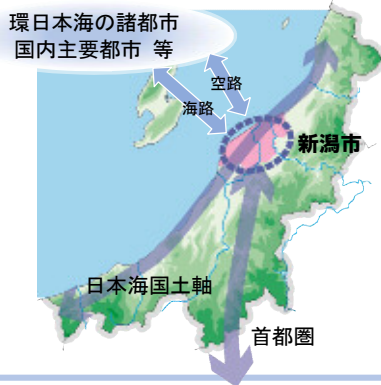 環日本海の諸都市
国内主要都市 等
空路
海路
新潟市
日本海国土軸
首都圏